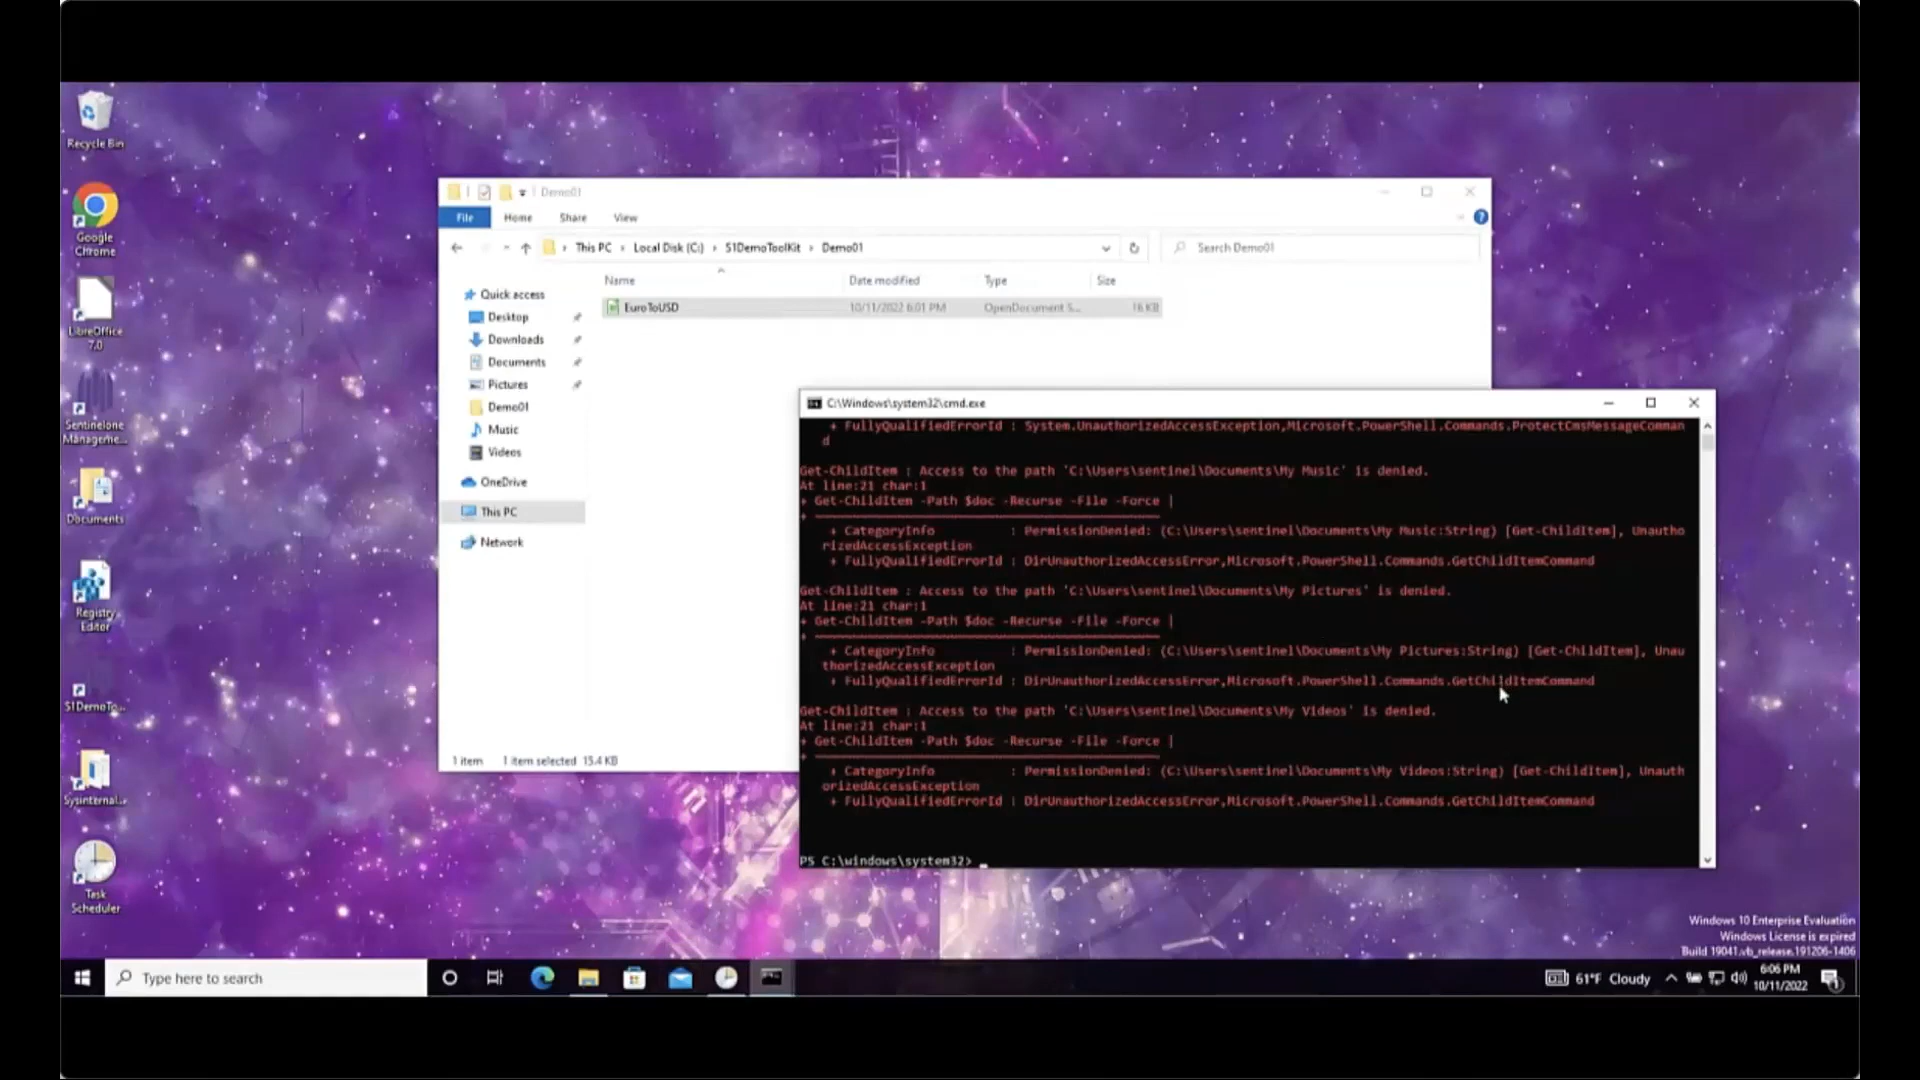 Recycle Bin
Google
Chrome
LibreOffice
7.0
Sentinelone
Manageme...
Documents
Registry
Editor
S1DemoTo...
Sysinternal...
Task
Scheduler
Demo01
File Home Share View
This PC › Local Disk (C:) › S1DemoToolKit › Demo01
Search Demo01
Name Date modified Type Size
EuroToUSD 10/11/2022 6:01 PM OpenDocument S... 16 KB
Quick access
Desktop
Downloads
Documents
Pictures
Demo01
Music
Videos
OneDrive
This PC
Network
1 item 1 item selected 15.4 KB
C:\Windows\system32\cmd.exe
+ FullyQualifiedErrorId : System.UnauthorizedAccessException,Microsoft.PowerShell.Commands.ProtectCmsMessageComman
d
Get-ChildItem : Access to the path 'C:\Users\sentinel\Documents\My Music' is denied.
At line:21 char:1
+ Get-ChildItem -Path $doc -Recurse -File -Force |
+ ~~~~~~~~~~~~~~~~~~~~~~~~~~~~~~~~~~~~~~~~~~~~~~
+ CategoryInfo : PermissionDenied: (C:\Users\sentinel\Documents\My Music:String) [Get-ChildItem], Unautho
rizedAccessException
+ FullyQualifiedErrorId : DirUnauthorizedAccessError,Microsoft.PowerShell.Commands.GetChildItemCommand
Get-ChildItem : Access to the path 'C:\Users\sentinel\Documents\My Pictures' is denied.
At line:21 char:1
+ Get-ChildItem -Path $doc -Recurse -File -Force |
+ ~~~~~~~~~~~~~~~~~~~~~~~~~~~~~~~~~~~~~~~~~~~~~~
+ CategoryInfo : PermissionDenied: (C:\Users\sentinel\Documents\My Pictures:String) [Get-ChildItem], Unau
thorizedAccessException
+ FullyQualifiedErrorId : DirUnauthorizedAccessError,Microsoft.PowerShell.Commands.GetChildItemCommand
Get-ChildItem : Access to the path 'C:\Users\sentinel\Documents\My Videos' is denied.
At line:21 char:1
+ Get-ChildItem -Path $doc -Recurse -File -Force |
+ ~~~~~~~~~~~~~~~~~~~~~~~~~~~~~~~~~~~~~~~~~~~~~~
+ CategoryInfo : PermissionDenied: (C:\Users\sentinel\Documents\My Videos:String) [Get-ChildItem], Unauth
orizedAccessException
+ FullyQualifiedErrorId : DirUnauthorizedAccessError,Microsoft.PowerShell.Commands.GetChildItemCommand
PS C:\windows\system32> _
Windows 10 Enterprise Evaluation
Windows License is expired
Build 19041.vb_release.191206-1406
Type here to search
61°F Cloudy
6:06 PM
10/11/2022